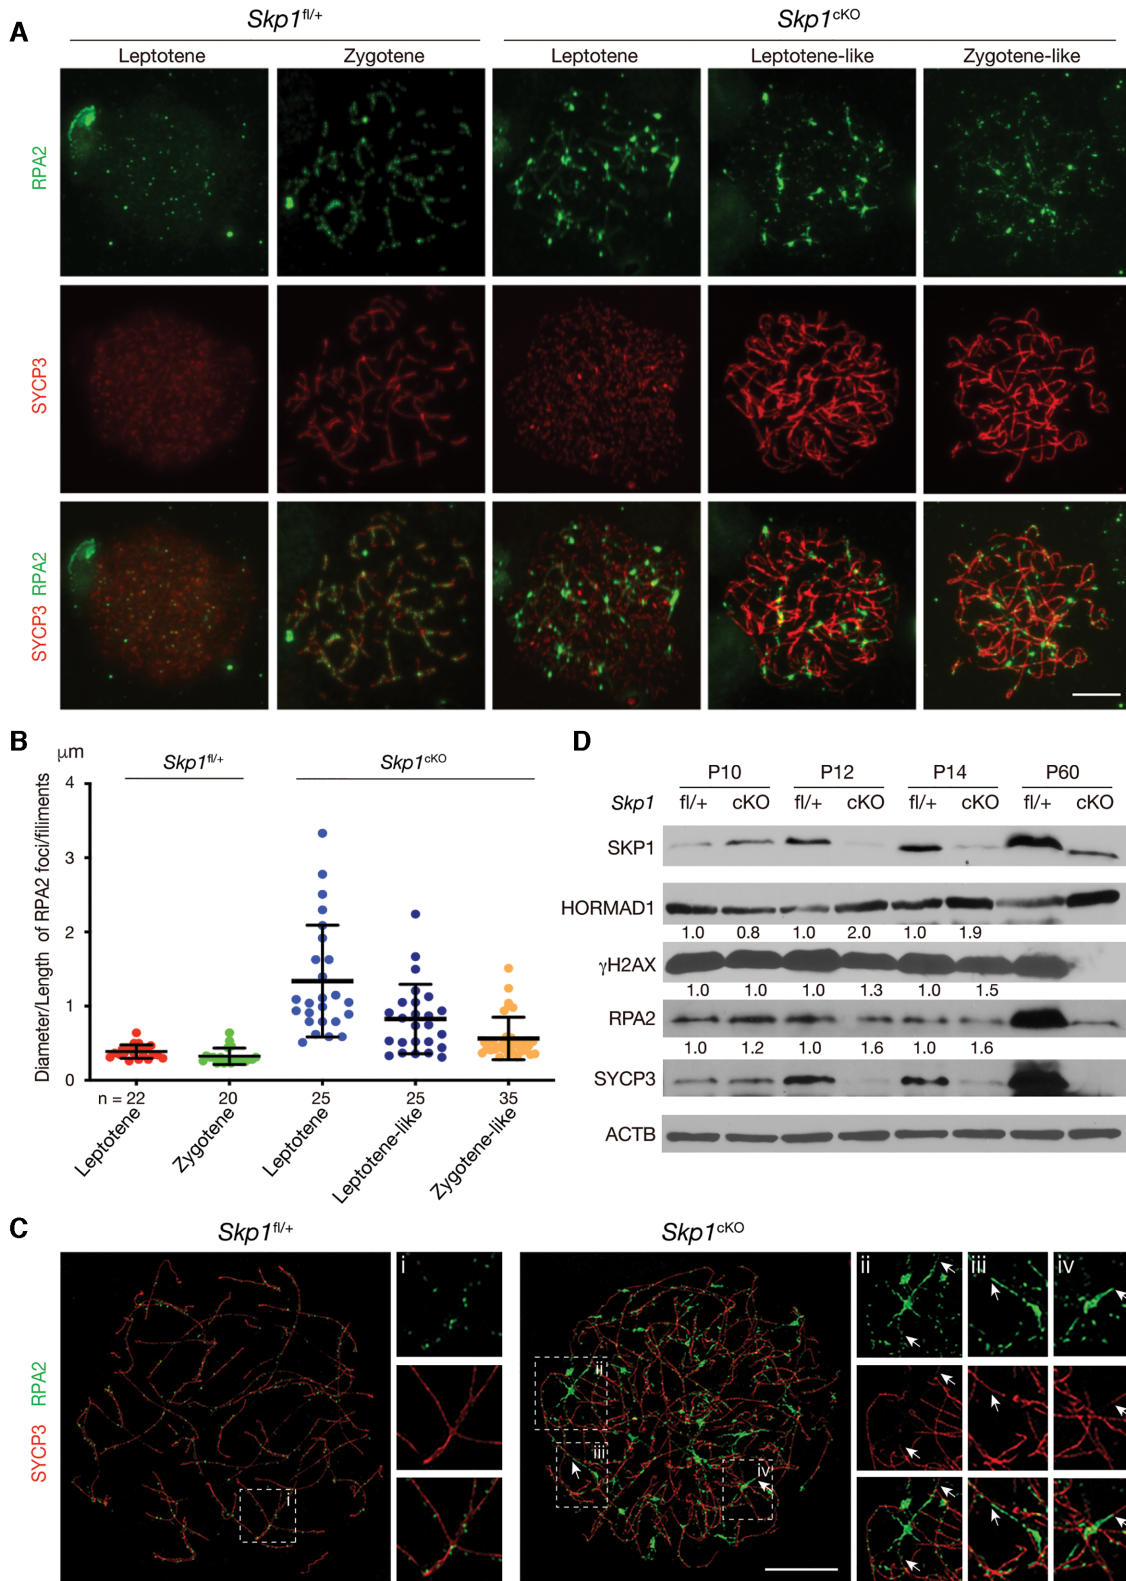 A
Skp1fl/+ Skp1cKO
Leptotene Zygotene Leptotene Leptotene-like Zygotene-like
RPA2
SYCP3
SYCP3 RPA2
B
μm
Skp1fl/+ Skp1cKO
Diameter/Length of RPA2 foci/filiments
4
3
2
1
0
n = 22 20 25 25 35
Leptotene Zygotene Leptotene Leptotene-like Zygotene-like
D
P10 P12 P14 P60
Skp1 fl/+ cKO fl/+ cKO fl/+ cKO fl/+ cKO
SKP1
HORMAD1
1.0 0.8 1.0 2.0 1.0 1.9
γH2AX
1.0 1.0 1.0 1.3 1.0 1.5
RPA2
1.0 1.2 1.0 1.6 1.0 1.6
SYCP3
ACTB
C
Skp1fl/+ Skp1cKO
SYCP3 RPA2
i
i
ii
iii
iv
ii iii iv